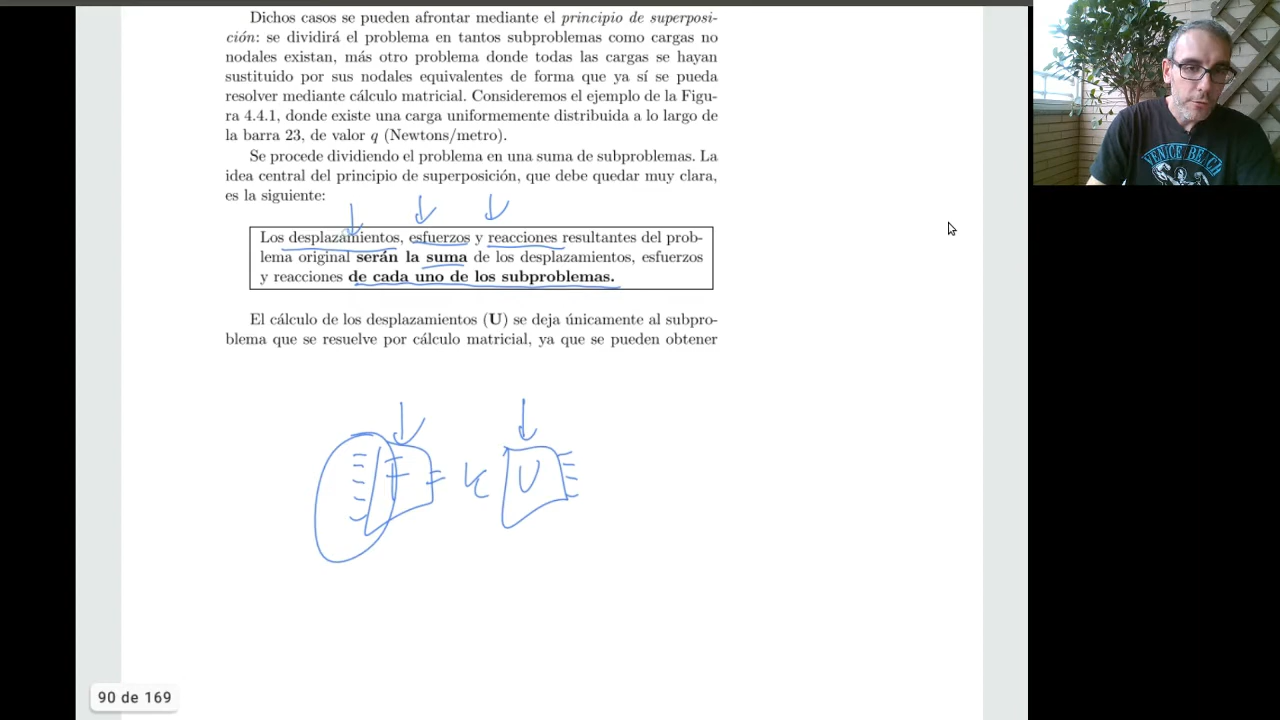 Dichos casos se pueden afrontar mediante el principio de superposi-
ción: se dividirá el problema en tantos subproblemas como cargas no
nodales existan, más otro problema donde todas las cargas se hayan
sustituido por sus nodales equivalentes de forma que ya sí se pueda
resolver mediante cálculo matricial. Consideremos el ejemplo de la Figu-
ra 4.4.1, donde existe una carga uniformemente distribuida a lo largo de
la barra 23, de valor q (Newtons/metro).
Se procede dividiendo el problema en una suma de subproblemas. La
idea central del principio de superposición, que debe quedar muy clara,
es la siguiente:
Los desplazamientos, esfuerzos y reacciones resultantes del prob-
lema original serán la suma de los desplazamientos, esfuerzos
y reacciones de cada uno de los subproblemas.
El cálculo de los desplazamientos (U) se deja únicamente al subpro-
blema que se resuelve por cálculo matricial, ya que se pueden obtener
F = K U
90 de 169
VENICE BEACH